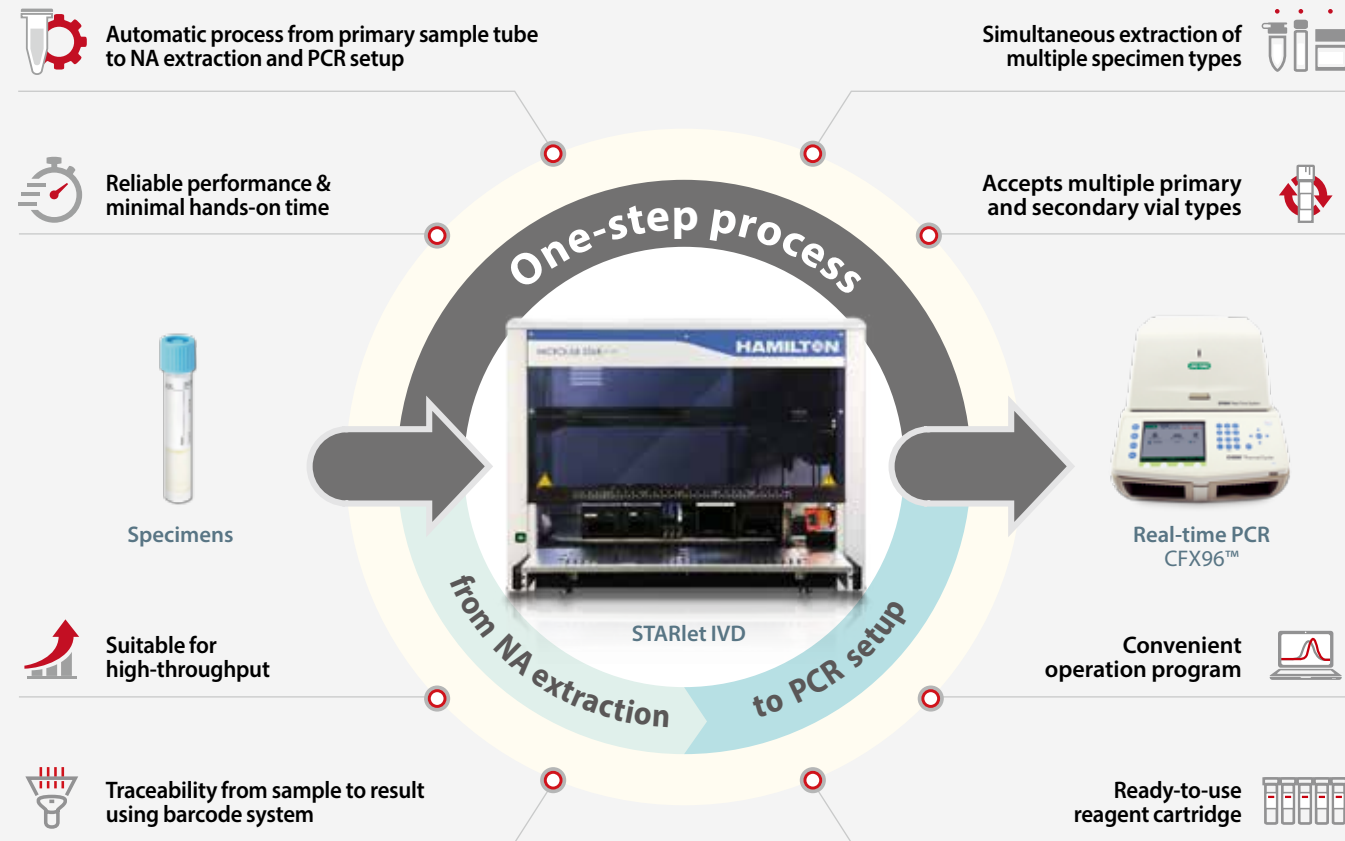 Automatic process from primary sample tube
to NA extraction and PCR setup
Simultaneous extraction of
multiple specimen types
Reliable performance &
minimal hands-on time
Accepts multiple primary
and secondary vial types
One-step process
MICROLAB STAR
HAMILTON
Specimens
Real-time PCR
CFX96™
STARlet IVD
from NA extraction
to PCR setup
Suitable for
high-throughput
Convenient
operation program
Traceability from sample to result
using barcode system
Ready-to-use
reagent cartridge